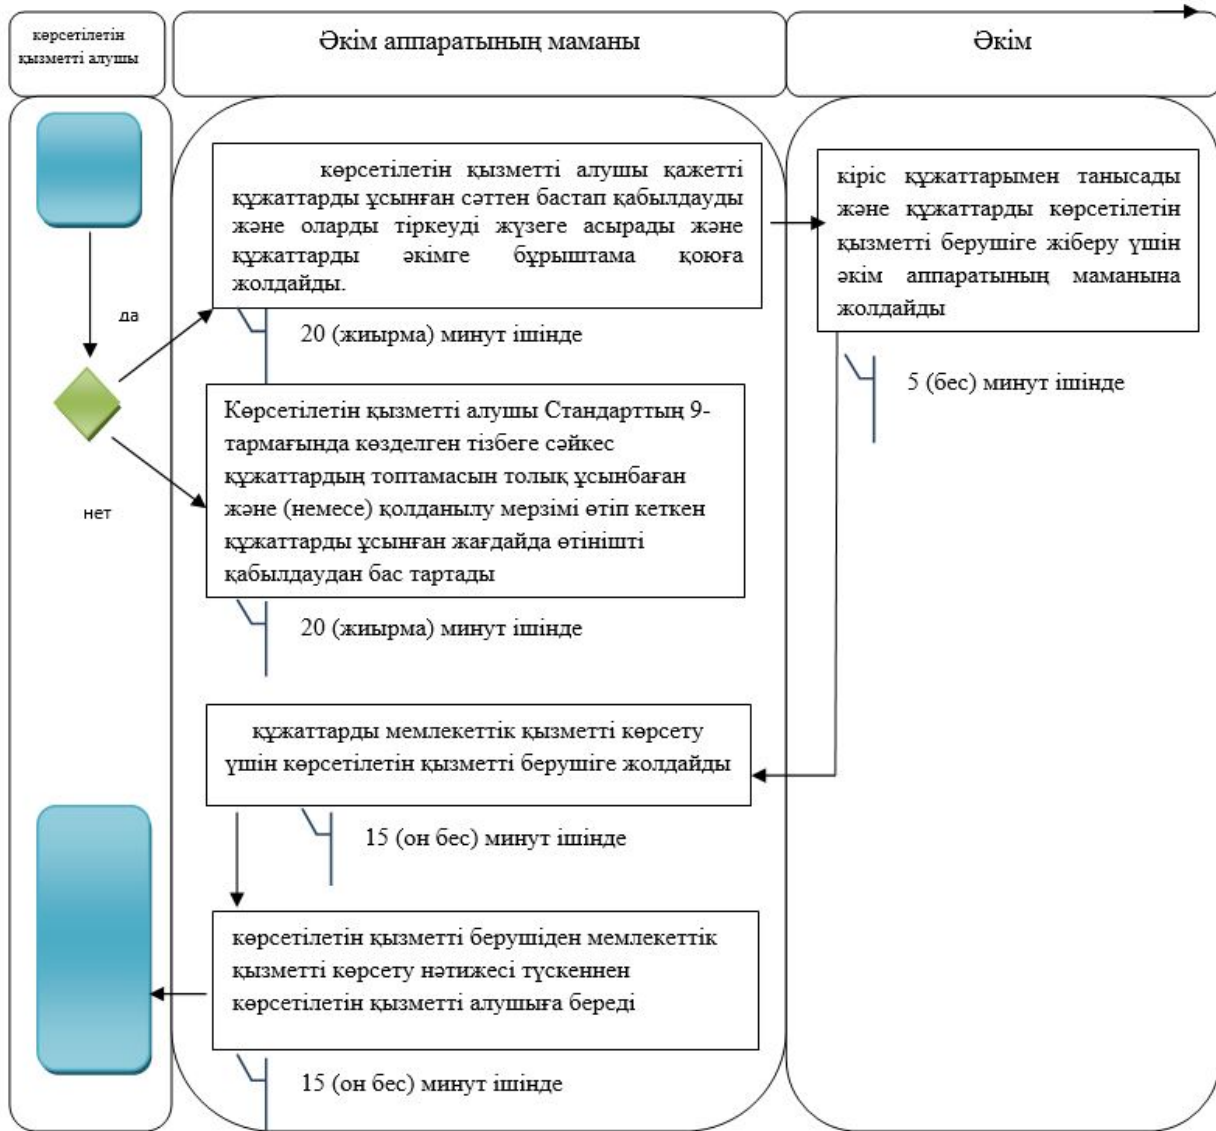 көрсетілетін
қызметті алушы
Әкім аппаратының маманы
Әкім
көрсетілетін қызметті алушы қажетті
құжаттарды ұсынған сәттен бастап қабылдауды
және оларды тіркеуді жүзеге асырады және
құжаттарды әкімге бұрыштама қоюға
жолдайды.
кіріс құжаттарымен танысады
және құжаттарды көрсетілетін
қызметті берушіге жіберу үшін
әкім аппаратының маманына
жолдайды
да
20 (жиырма) минут ішінде
5 (бес) минут ішінде
Көрсетілетін қызметті алушы Стандарттың 9-
тармағында көзделген тізбеге сәйкес
құжаттардың топтамасын толық ұсынбаған
және (немесе) қолданылу мерзімі өтіп кеткен
құжаттарды ұсынған жағдайда өтінішті
қабылдаудан бас тартады
нет
20 (жиырма) минут ішінде
құжаттарды мемлекеттік қызметті көрсету
үшін көрсетілетін қызметті берушіге жолдайды
15 (он бес) минут ішінде
көрсетілетін қызметті берушіден мемлекеттік
қызметті көрсету нәтижесі түскеннен
көрсетілетін қызметті алушыға береді
15 (он бес) минут ішінде